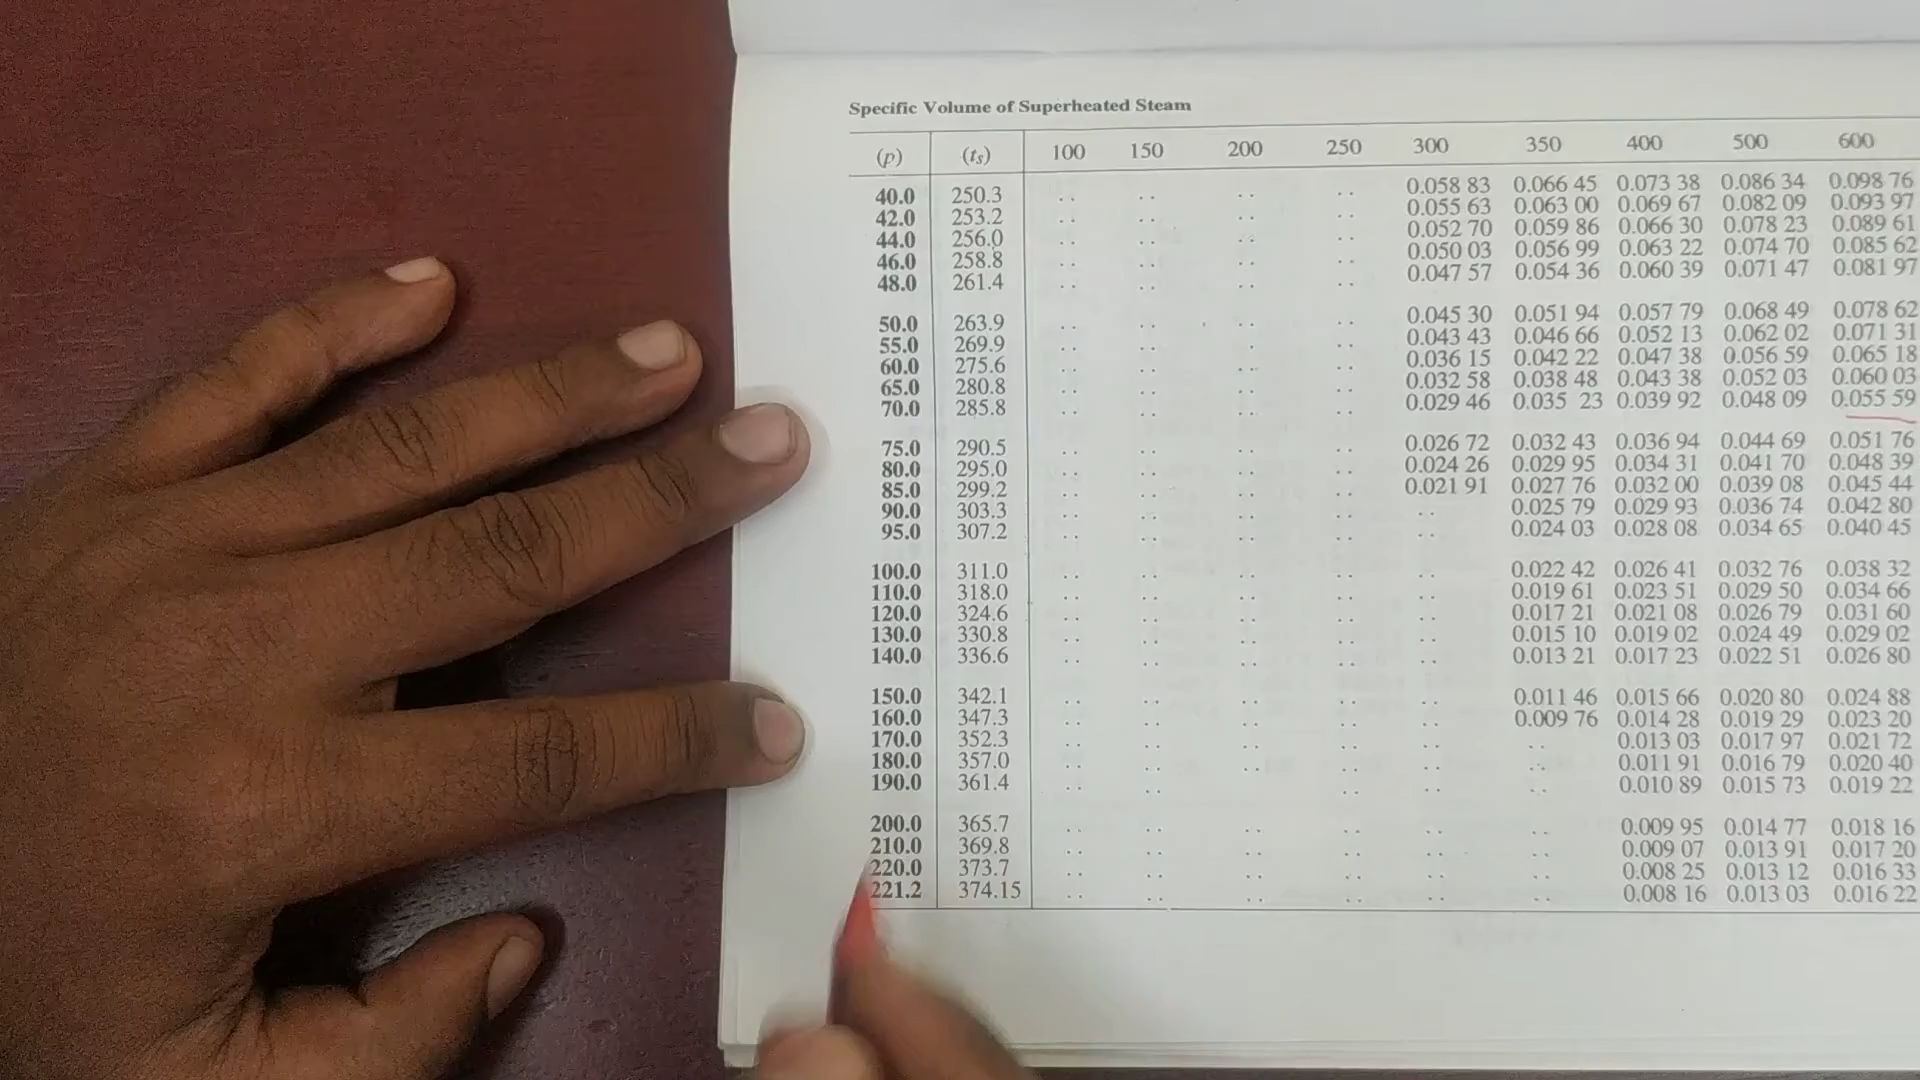 Specific Volume of Superheated Steam
(p) (ts) 100 150 200 250 300 350 400 500 600
40.0 250.3 .. .. .. .. 0.058 83 0.066 45 0.073 38 0.086 34 0.098 76
42.0 253.2 .. .. .. .. 0.055 63 0.063 00 0.069 67 0.082 09 0.093 97
44.0 256.0 .. .. .. .. 0.052 70 0.059 86 0.066 30 0.078 23 0.089 61
46.0 258.8 .. .. .. .. 0.050 03 0.056 99 0.063 22 0.074 70 0.085 62
48.0 261.4 .. .. .. .. 0.047 57 0.054 36 0.060 39 0.071 47 0.081 97
50.0 263.9 .. .. .. .. 0.045 30 0.051 94 0.057 79 0.068 49 0.078 62
55.0 269.9 .. .. .. .. 0.043 43 0.046 66 0.052 13 0.062 02 0.071 31
60.0 275.6 .. .. .. .. 0.036 15 0.042 22 0.047 38 0.056 59 0.065 18
65.0 280.8 .. .. .. .. 0.032 58 0.038 48 0.043 38 0.052 03 0.060 03
70.0 285.8 .. .. .. .. 0.029 46 0.035 23 0.039 92 0.048 09 0.055 59
75.0 290.5 .. .. .. .. 0.026 72 0.032 43 0.036 94 0.044 69 0.051 76
80.0 295.0 .. .. .. .. 0.024 26 0.029 95 0.034 31 0.041 70 0.048 39
85.0 299.2 .. .. .. .. 0.021 91 0.027 76 0.032 00 0.039 08 0.045 44
90.0 303.3 .. .. .. .. .. 0.025 79 0.029 93 0.036 74 0.042 80
95.0 307.2 .. .. .. .. .. 0.024 03 0.028 08 0.034 65 0.040 45
100.0 311.0 .. .. .. .. .. 0.022 42 0.026 41 0.032 76 0.038 32
110.0 318.0 .. .. .. .. .. 0.019 61 0.023 51 0.029 50 0.034 66
120.0 324.6 .. .. .. .. .. 0.017 21 0.021 08 0.026 79 0.031 60
130.0 330.8 .. .. .. .. .. 0.015 10 0.019 02 0.024 49 0.029 02
140.0 336.6 .. .. .. .. .. 0.013 21 0.017 23 0.022 51 0.026 80
150.0 342.1 .. .. .. .. .. 0.011 46 0.015 66 0.020 80 0.024 88
160.0 347.3 .. .. .. .. .. 0.009 76 0.014 28 0.019 29 0.023 20
170.0 352.3 .. .. .. .. .. .. 0.013 03 0.017 97 0.021 72
180.0 357.0 .. .. .. .. .. .. 0.011 91 0.016 79 0.020 40
190.0 361.4 .. .. .. .. .. .. 0.010 89 0.015 73 0.019 22
200.0 365.7 .. .. .. .. .. .. 0.009 95 0.014 77 0.018 16
210.0 369.8 .. .. .. .. .. .. 0.009 07 0.013 91 0.017 20
220.0 373.7 .. .. .. .. .. .. 0.008 25 0.013 12 0.016 33
221.2 374.15 .. .. .. .. .. .. 0.008 16 0.013 03 0.016 22